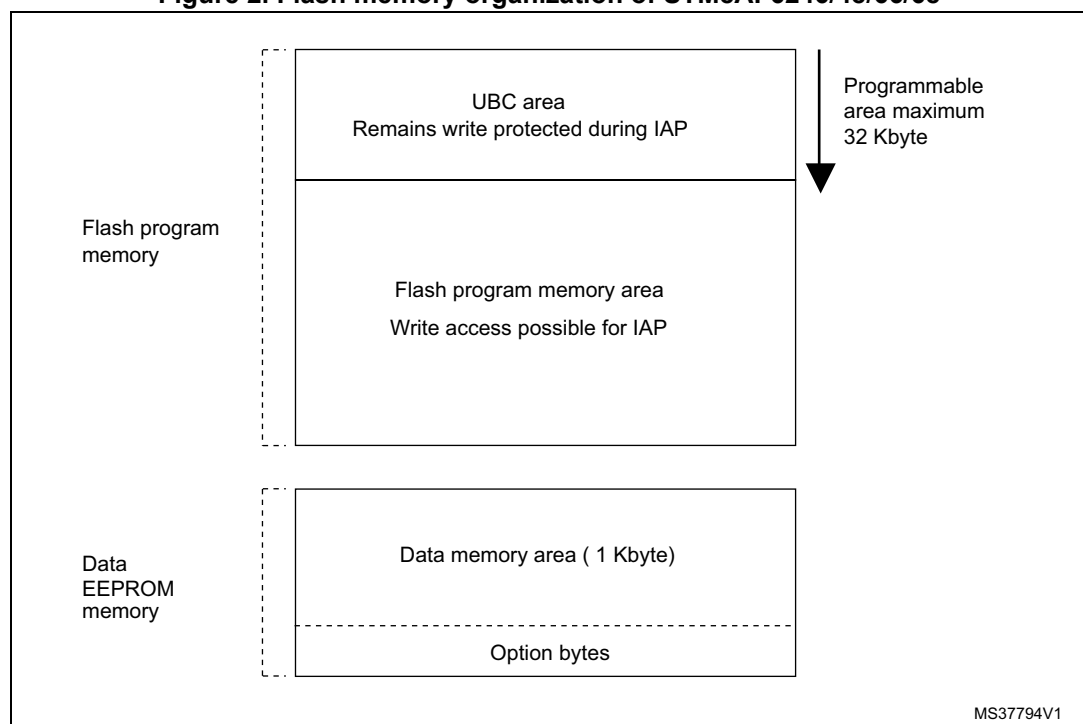 UBC area
Remains write protected during IAP
Programmable
area maximum
32 Kbyte
Flash program
memory
Flash program memory area
Write access possible for IAP
Data
EEPROM
memory
Data memory area ( 1 Kbyte)
Option bytes
MS37794V1